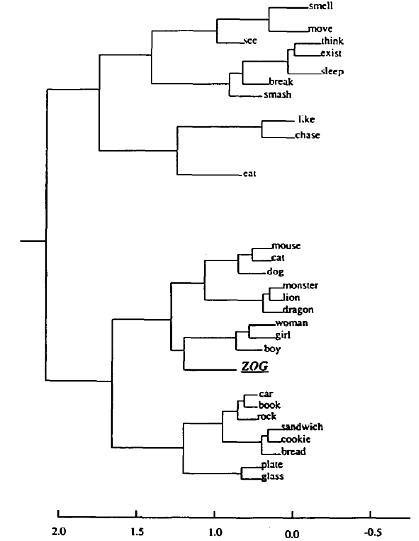 smell
move
see
think
exist
sleep
break
smash
like
chase
eat
mouse
cat
dog
monster
lion
dragon
woman
girl
boy
ZOG
car
book
rock
sandwich
cookie
bread
plate
glass
2.0 1.5 1.0 0.0 -0.5